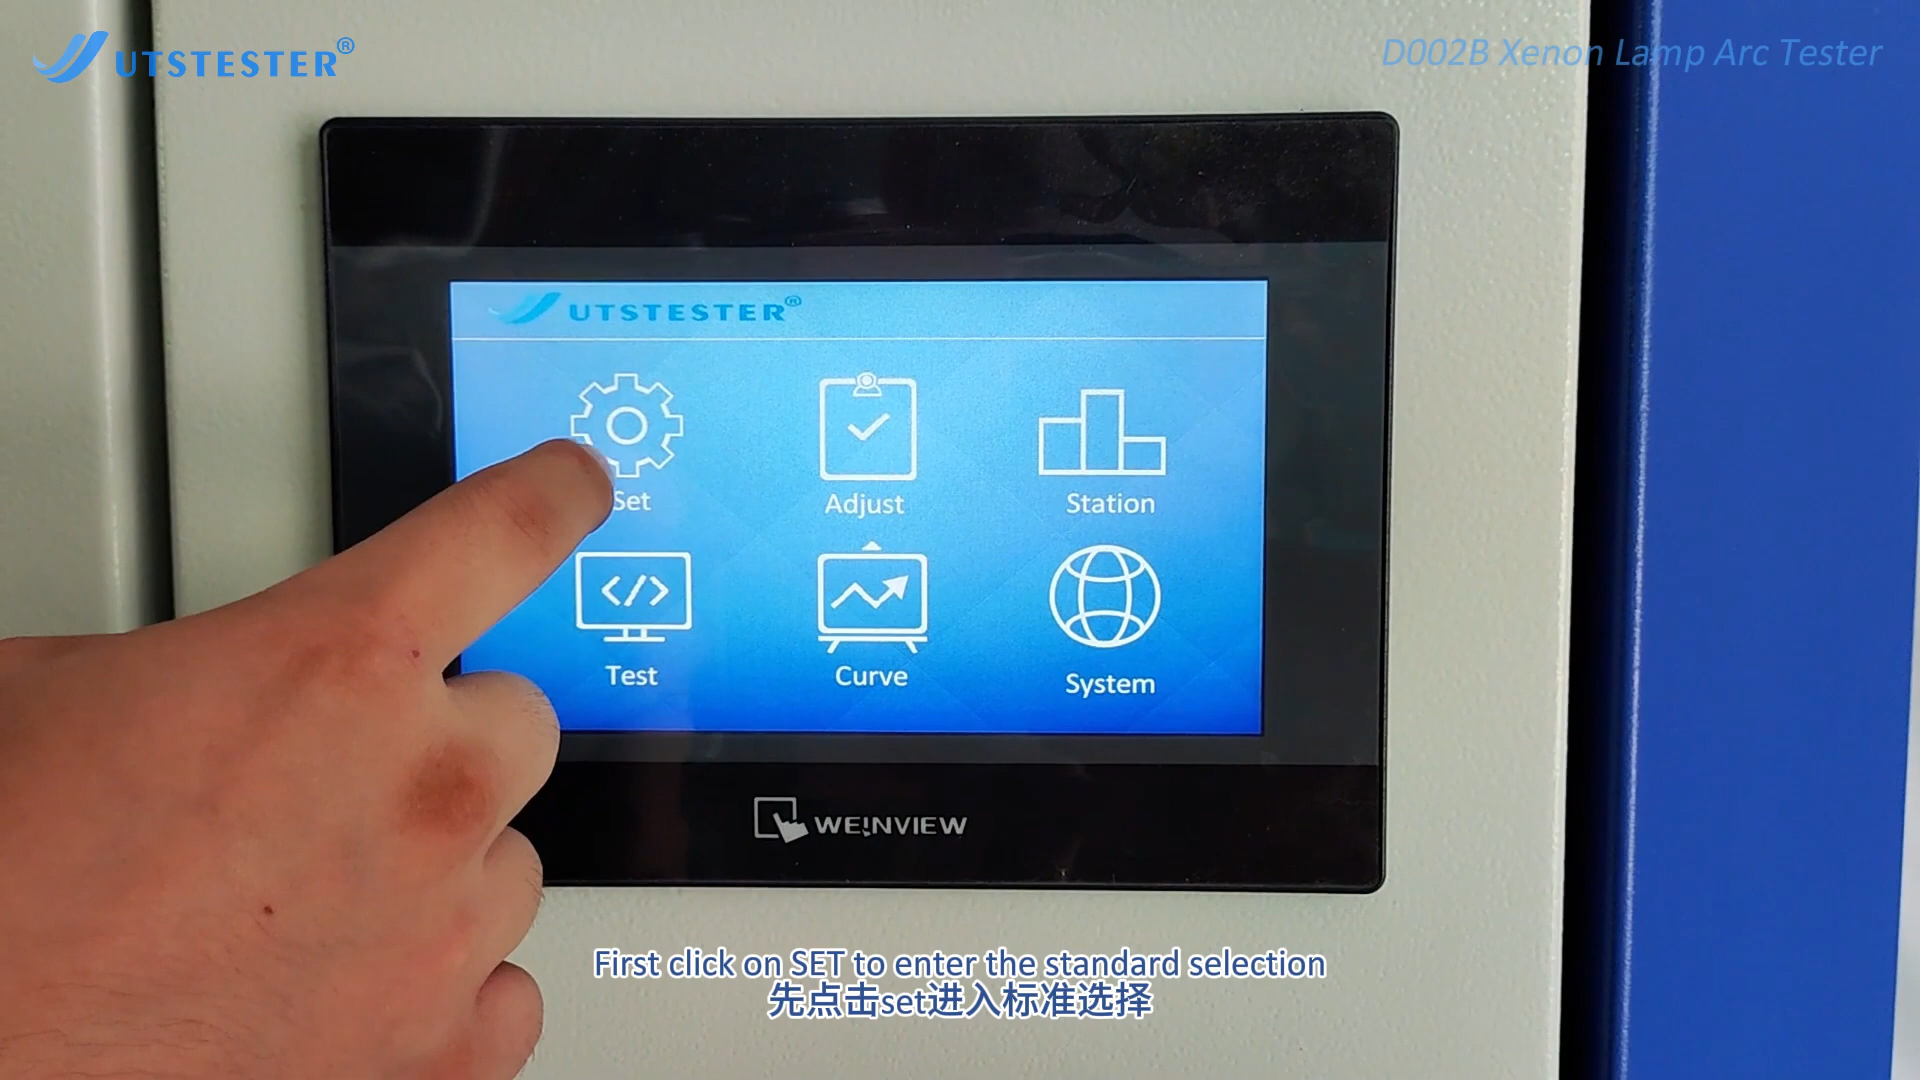 UTSTESTER®
D002B Xenon Lamp Arc Tester
UTSTESTER®
Set
Adjust
Station
Test
Curve
System
WEINVIEW
First click on SET to enter the standard selection
先点击set进入标准选择